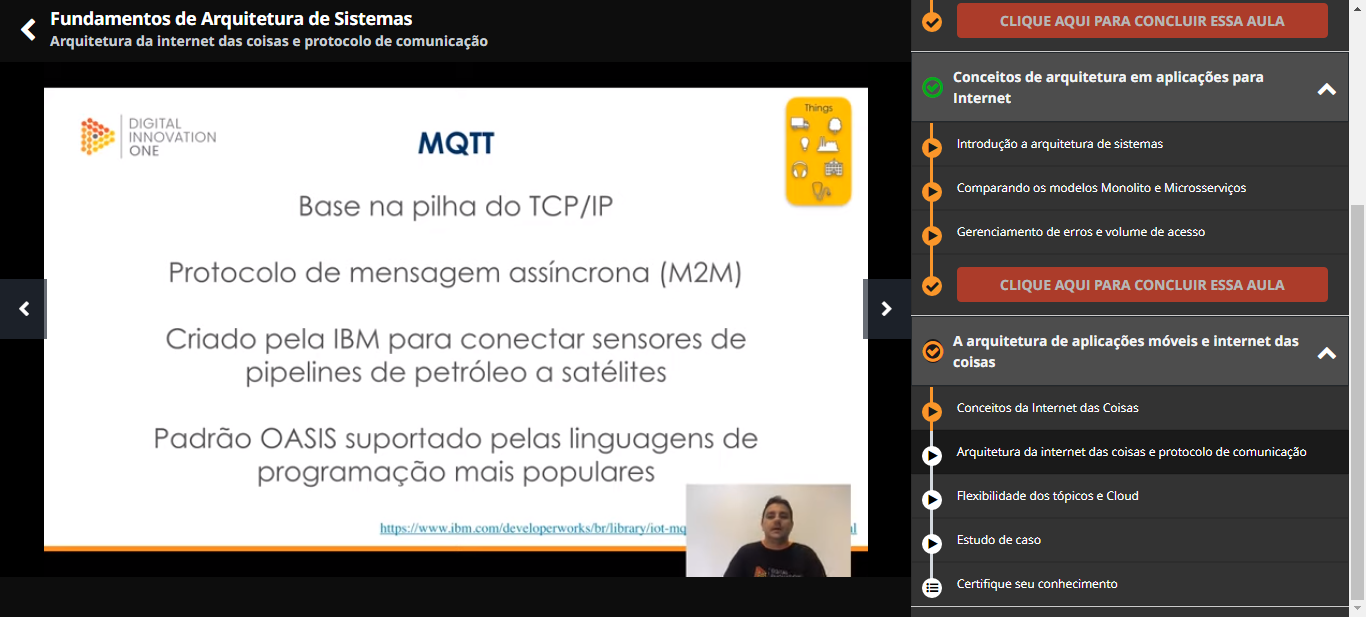 Fundamentos de Arquitetura de Sistemas
Arquitetura da internet das coisas e protocolo de comunicação
DIGITAL
INNOVATION
ONE
MQTT
Things
Base na pilha do TCP/IP
Protocolo de mensagem assíncrona (M2M)
Criado pela IBM para conectar sensores de
pipelines de petróleo a satélites
Padrão OASIS suportado pelas linguagens de
programação mais populares
https://www.ibm.com/developerworks/br/library/iot-mq
CLIQUE AQUI PARA CONCLUIR ESSA AULA
Conceitos de arquitetura em aplicações para
Internet
Introdução a arquitetura de sistemas
Comparando os modelos Monolito e Microsserviços
Gerenciamento de erros e volume de acesso
CLIQUE AQUI PARA CONCLUIR ESSA AULA
A arquitetura de aplicações móveis e internet das
coisas
Conceitos da Internet das Coisas
Arquitetura da internet das coisas e protocolo de comunicação
Flexibilidade dos tópicos e Cloud
Estudo de caso
Certifique seu conhecimento